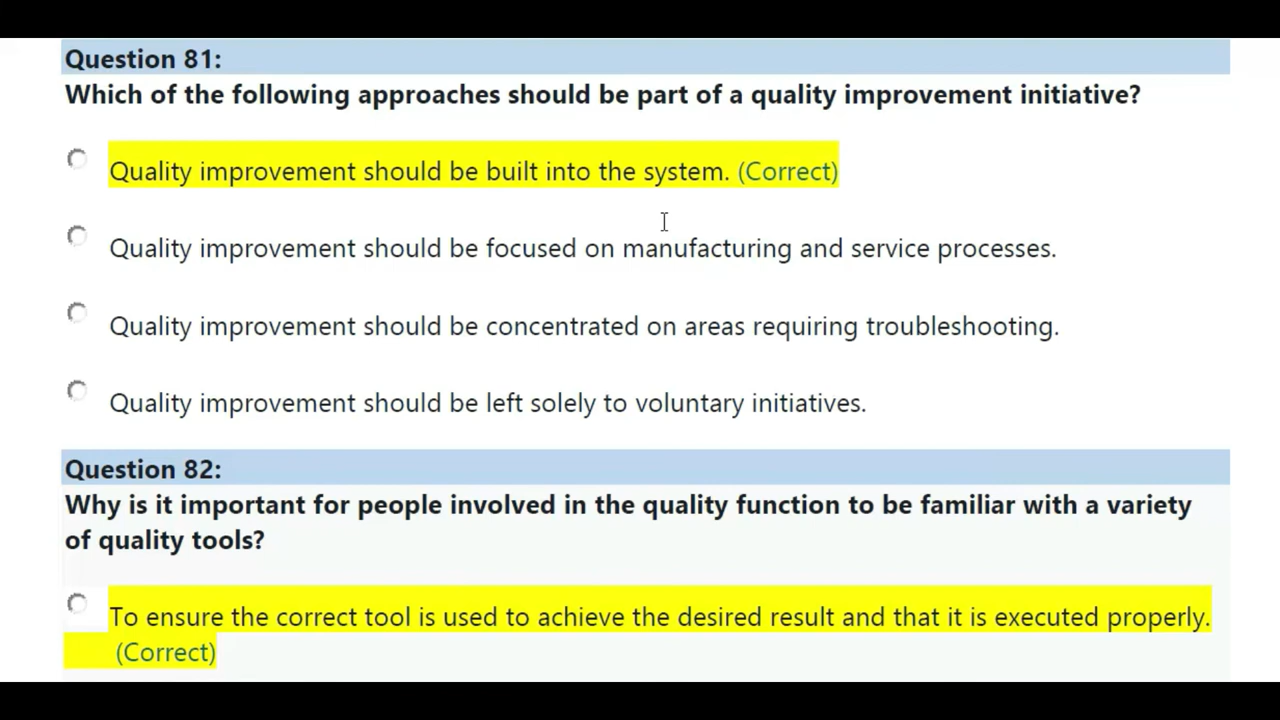 Question 81:
Which of the following approaches should be part of a quality improvement initiative?
Quality improvement should be built into the system. (Correct)
Quality improvement should be focused on manufacturing and service processes.
Quality improvement should be concentrated on areas requiring troubleshooting.
Quality improvement should be left solely to voluntary initiatives.
Question 82:
Why is it important for people involved in the quality function to be familiar with a variety
of quality tools?
To ensure the correct tool is used to achieve the desired result and that it is executed properly.
(Correct)